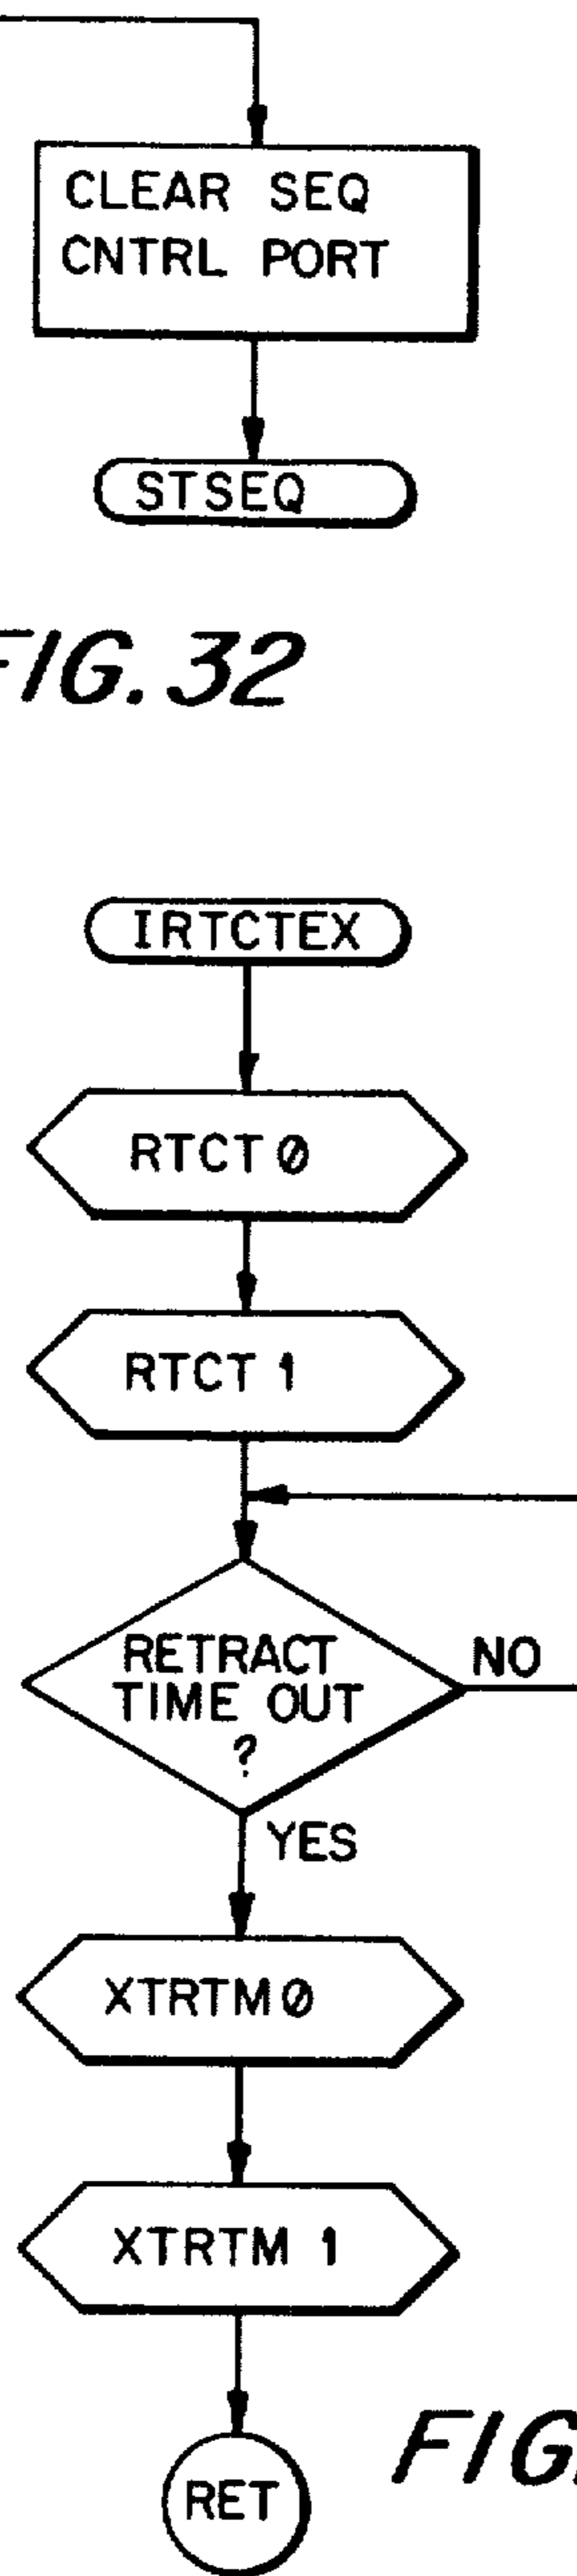 CLEAR SEQ
CNTRL PORT
STSEQ
FIG. 32
IRTCTEX
RTCT 0
RTCT 1
RETRACT
TIME OUT
?
NO
YES
XTRTM 0
XTRTM 1
RET
FIG